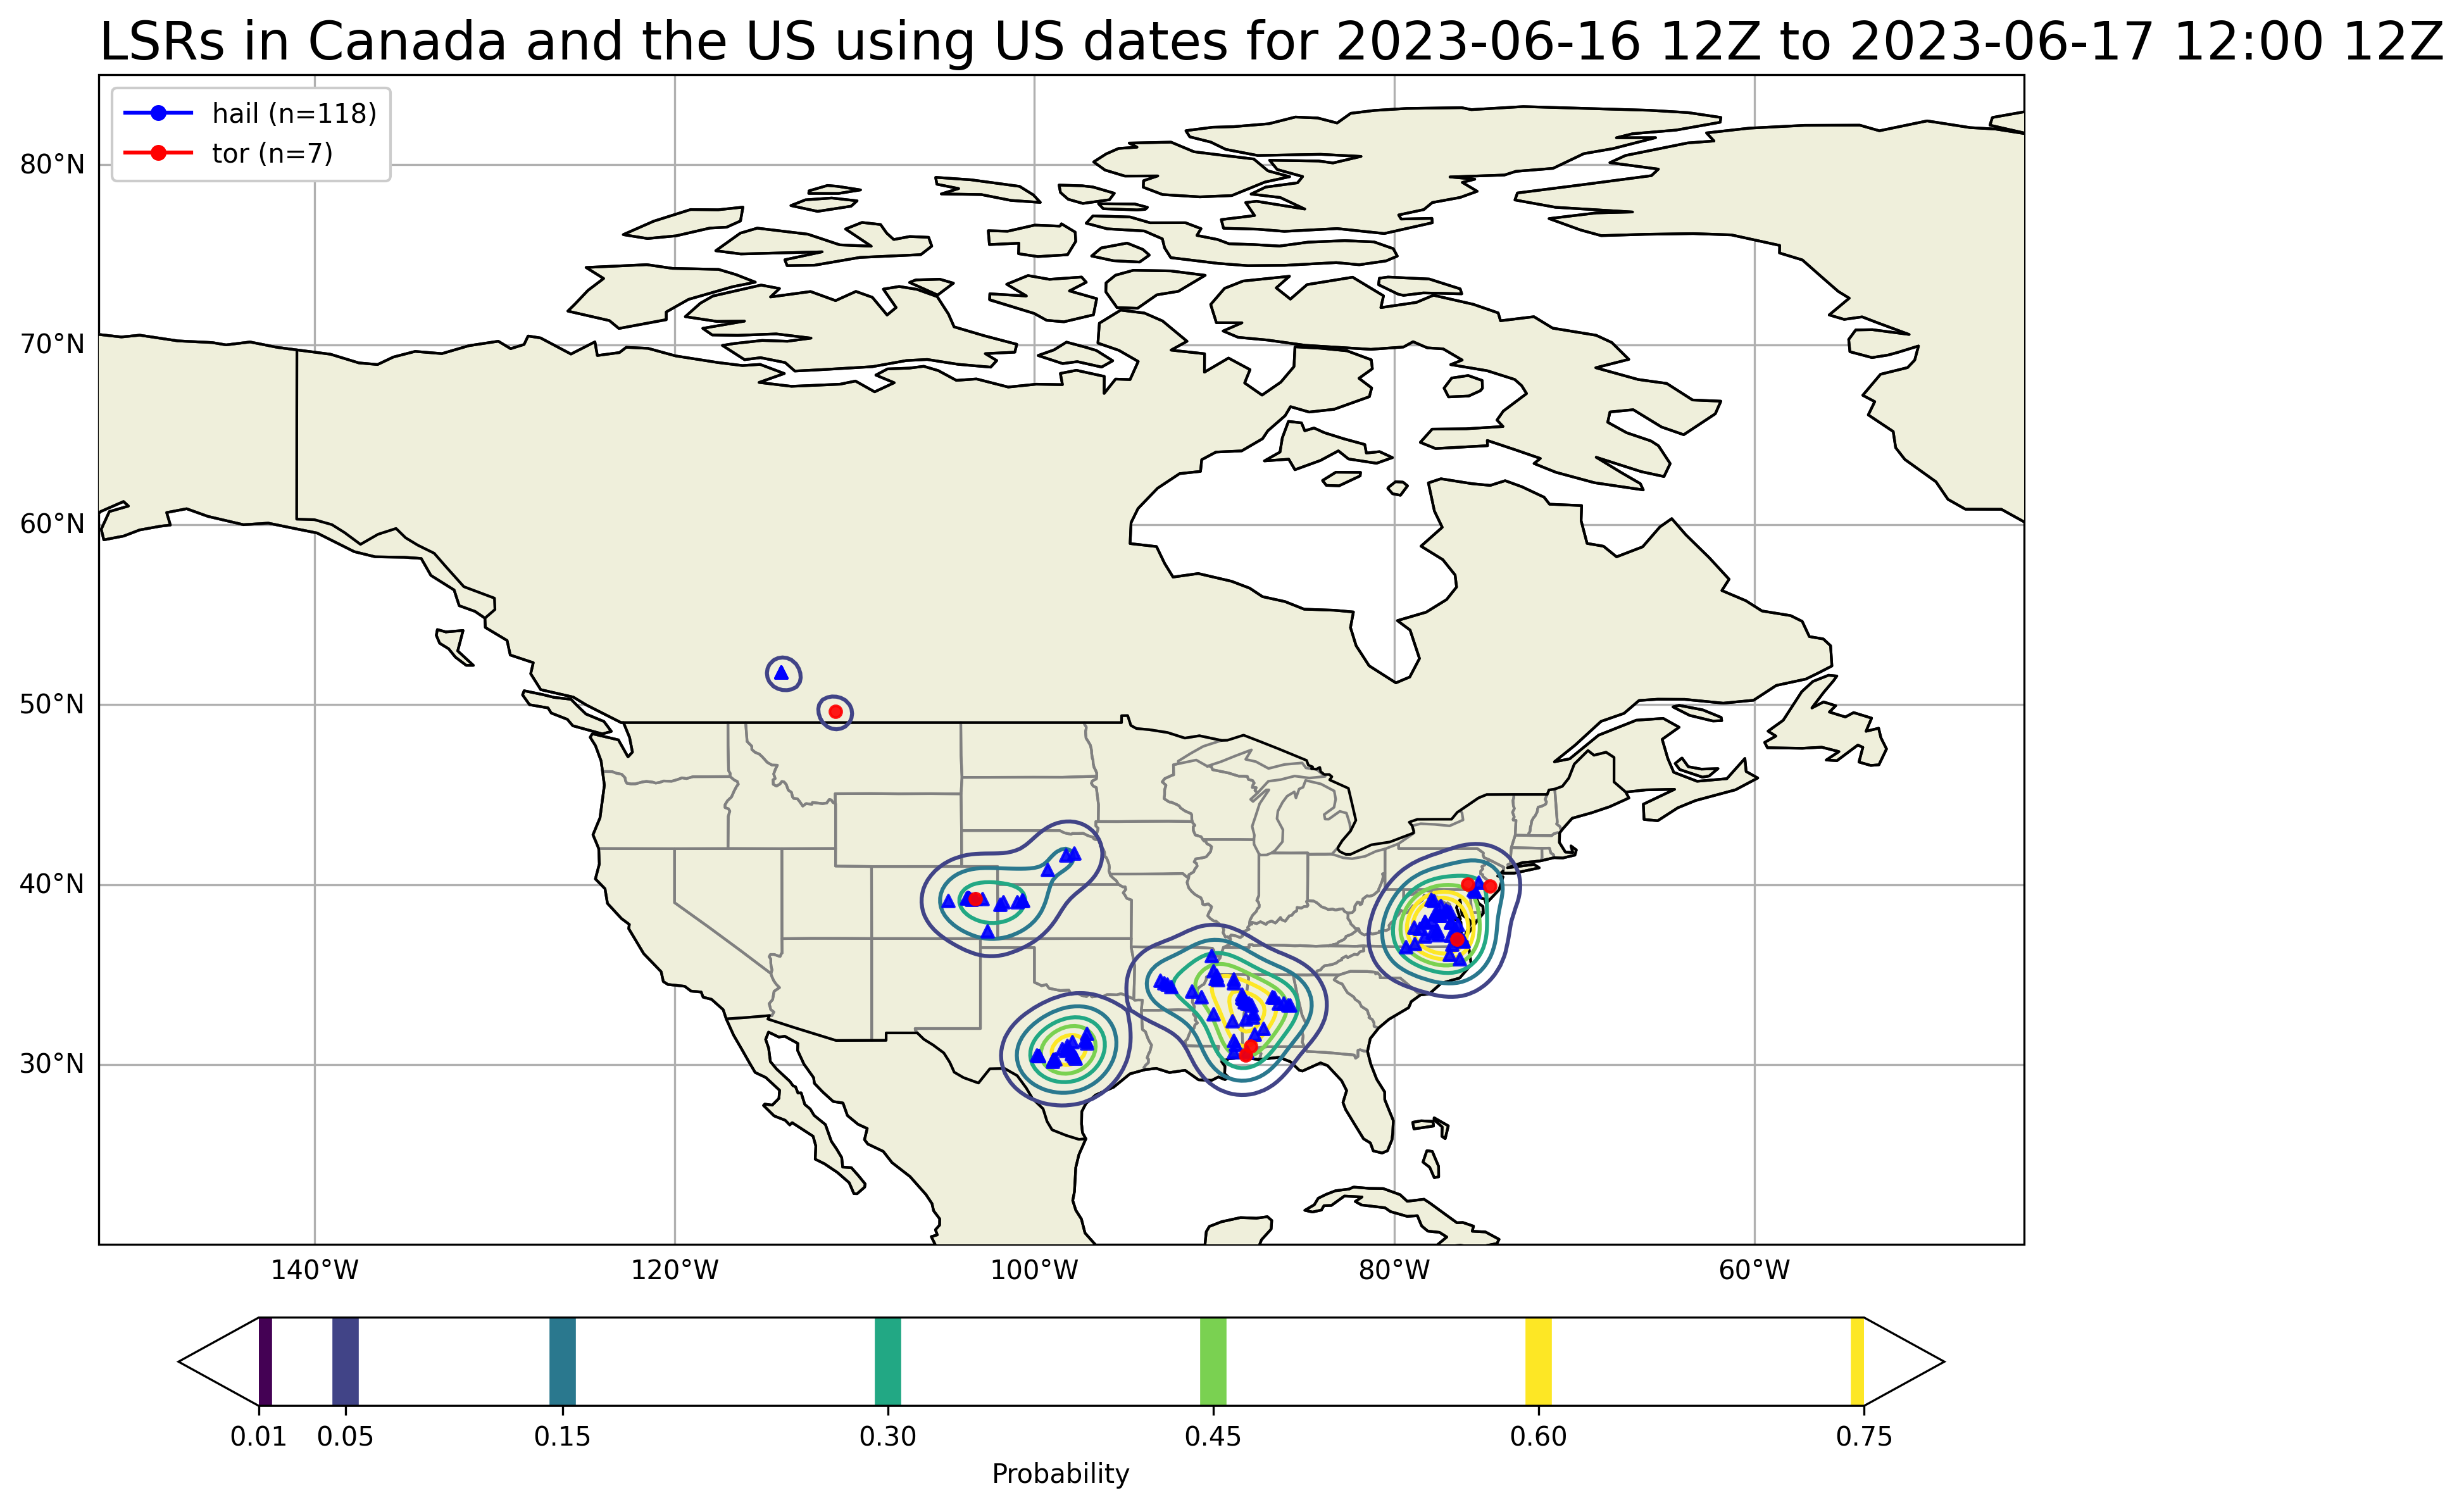 LSRs in Canada and the US using US dates for 2023-06-16 12Z to 2023-06-17 12:00 12Z
hail (n=118)
tor (n=7)
80°N
70°N
60°N
50°N
40°N
30°N
140°W 120°W 100°W 80°W 60°W
0.01 0.05 0.15 0.30 0.45 0.60 0.75
Probability